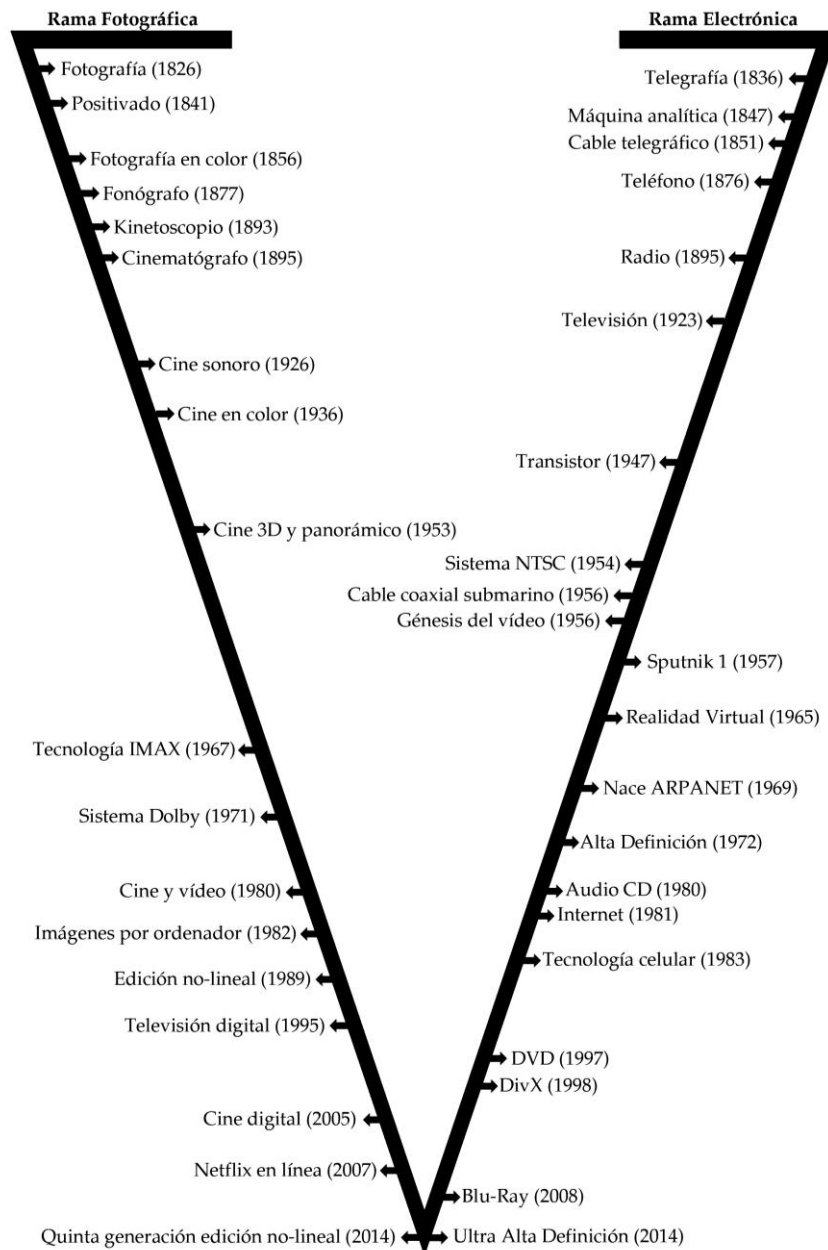 Rama Fotográfica
Fotografía (1826)
Positivado (1841)
Fotografía en color (1856)
Fonógrafo (1877)
Kinetoscopio (1893)
Cinematógrafo (1895)
Cine sonoro (1926)
Cine en color (1936)
Cine 3D y panorámico (1953)
Tecnología IMAX (1967)
Sistema Dolby (1971)
Cine y vídeo (1980)
Imágenes por ordenador (1982)
Edición no-lineal (1989)
Televisión digital (1995)
Cine digital (2005)
Netflix en línea (2007)
Quinta generación edición no-lineal (2014)
Rama Electrónica
Telegrafía (1836)
Máquina analítica (1847)
Cable telegráfico (1851)
Teléfono (1876)
Radio (1895)
Televisión (1923)
Transistor (1947)
Sistema NTSC (1954)
Cable coaxial submarino (1956)
Génesis del vídeo (1956)
Sputnik 1 (1957)
Realidad Virtual (1965)
Nace ARPANET (1969)
Alta Definición (1972)
Audio CD (1980)
Internet (1981)
Tecnología celular (1983)
DVD (1997)
DivX (1998)
Blu-Ray (2008)
Ultra Alta Definición (2014)